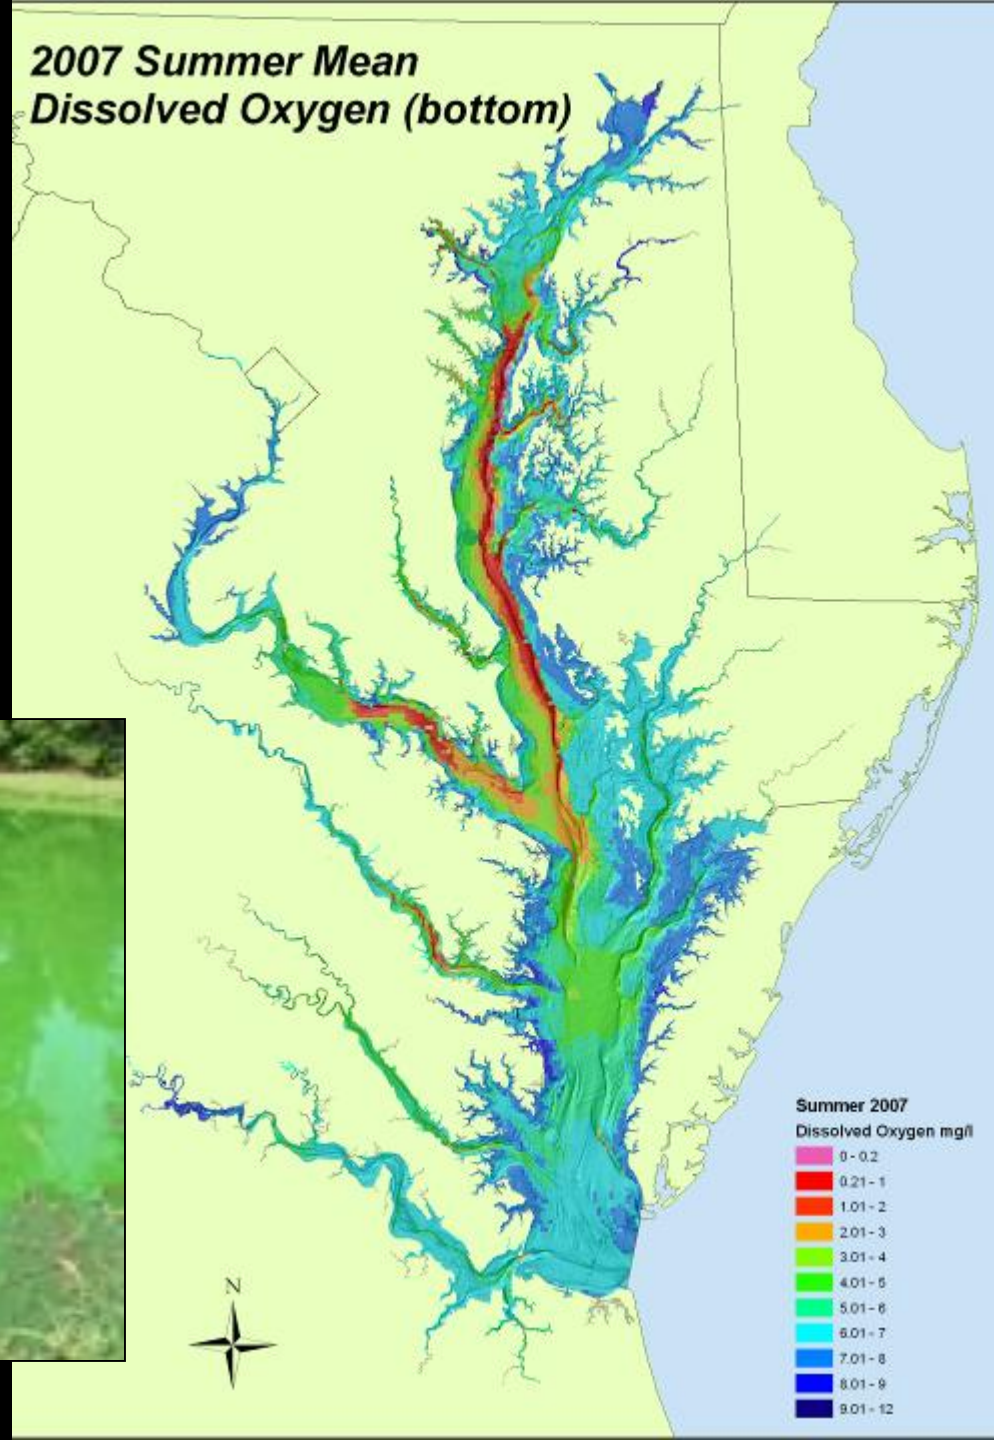 2007 Summer Mean
Dissolved Oxygen (bottom)
N
Summer 2007
Dissolved Oxygen mg/l
0 - 0.2
0.21 - 1
1.01 - 2
2.01 - 3
3.01 - 4
4.01 - 5
5.01 - 6
6.01 - 7
7.01 - 8
8.01 - 9
9.01 - 12